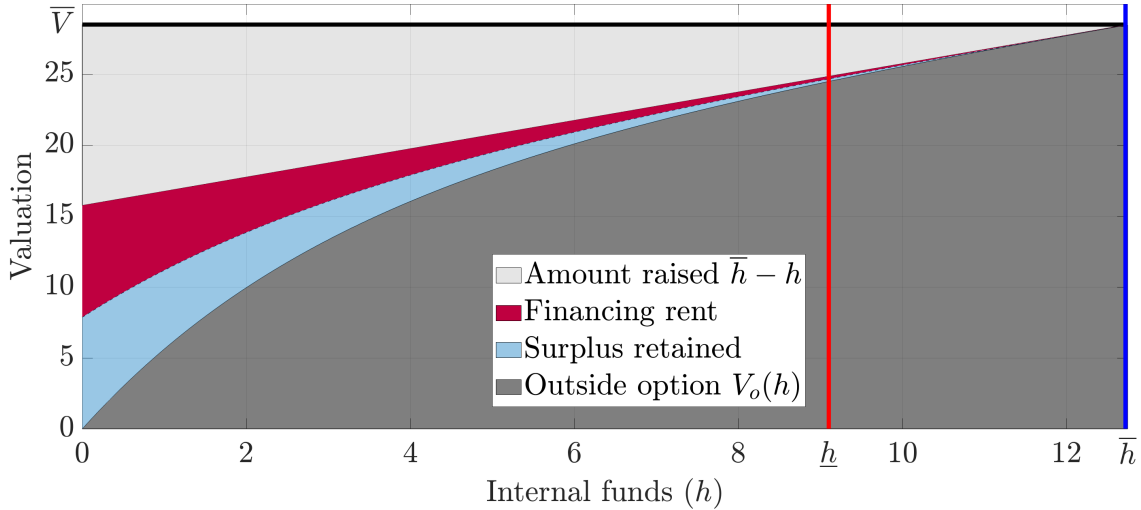 V̅
25
20
15
10
5
0
Valuation
Amount raised h̅ − h
Financing rent
Surplus retained
Outside option Vₒ(h)
0 2 4 6 8 h̲ 10 12 h̅
Internal funds (h)